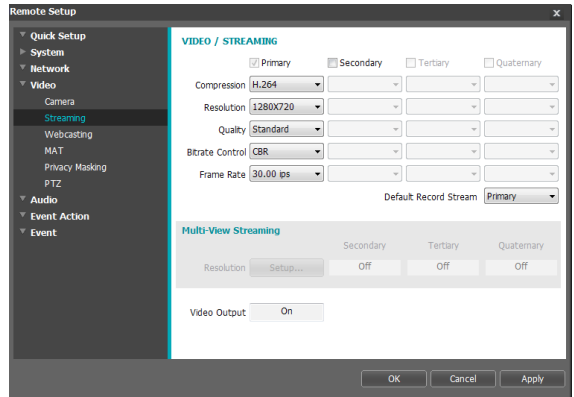 Remote Setup x
Quick Setup
System
Network
Video
Camera
Streaming
Webcasting
MAT
Privacy Masking
PTZ
Audio
Event Action
Event
VIDEO / STREAMING
Primary Secondary Tertiary Quaternary
Compression H.264
Resolution 1280X720
Quality Standard
Bitrate Control CBR
Frame Rate 30.00 ips
Default Record Stream Primary
Multi-View Streaming
Secondary Tertiary Quaternary
Resolution Setup... Off Off Off
Video Output On
OK Cancel Apply